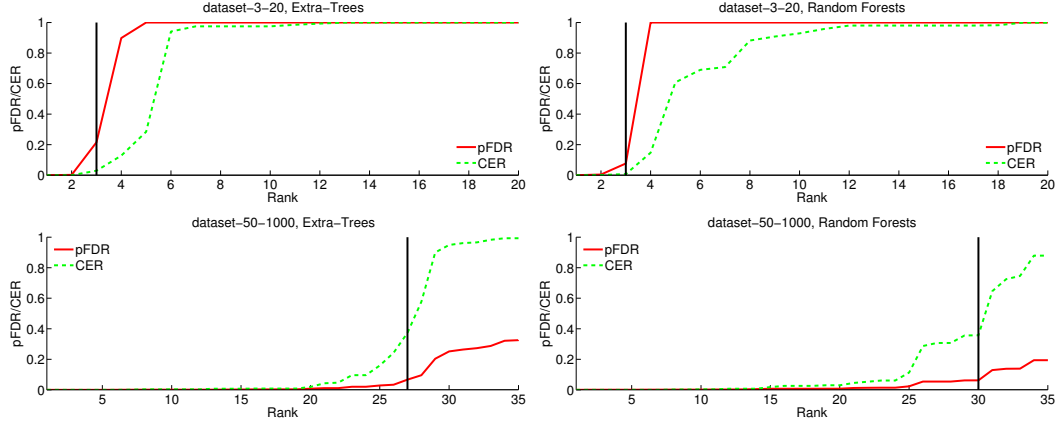 dataset−3−20, Extra−Trees
1
0.8
0.6
0.4
0.2
0
pFDR/CER
pFDR
CER
2 4 6 8 10 12 14 16 18 20
Rank
dataset−3−20, Random Forests
1
0.8
0.6
0.4
0.2
0
pFDR/CER
pFDR
CER
2 4 6 8 10 12 14 16 18 20
Rank
dataset−50−1000, Extra−Trees
1
0.8
0.6
0.4
0.2
0
pFDR/CER
pFDR
CER
5 10 15 20 25 30 35
Rank
dataset−50−1000, Random Forests
1
0.8
0.6
0.4
0.2
0
pFDR/CER
pFDR
CER
5 10 15 20 25 30 35
Rank